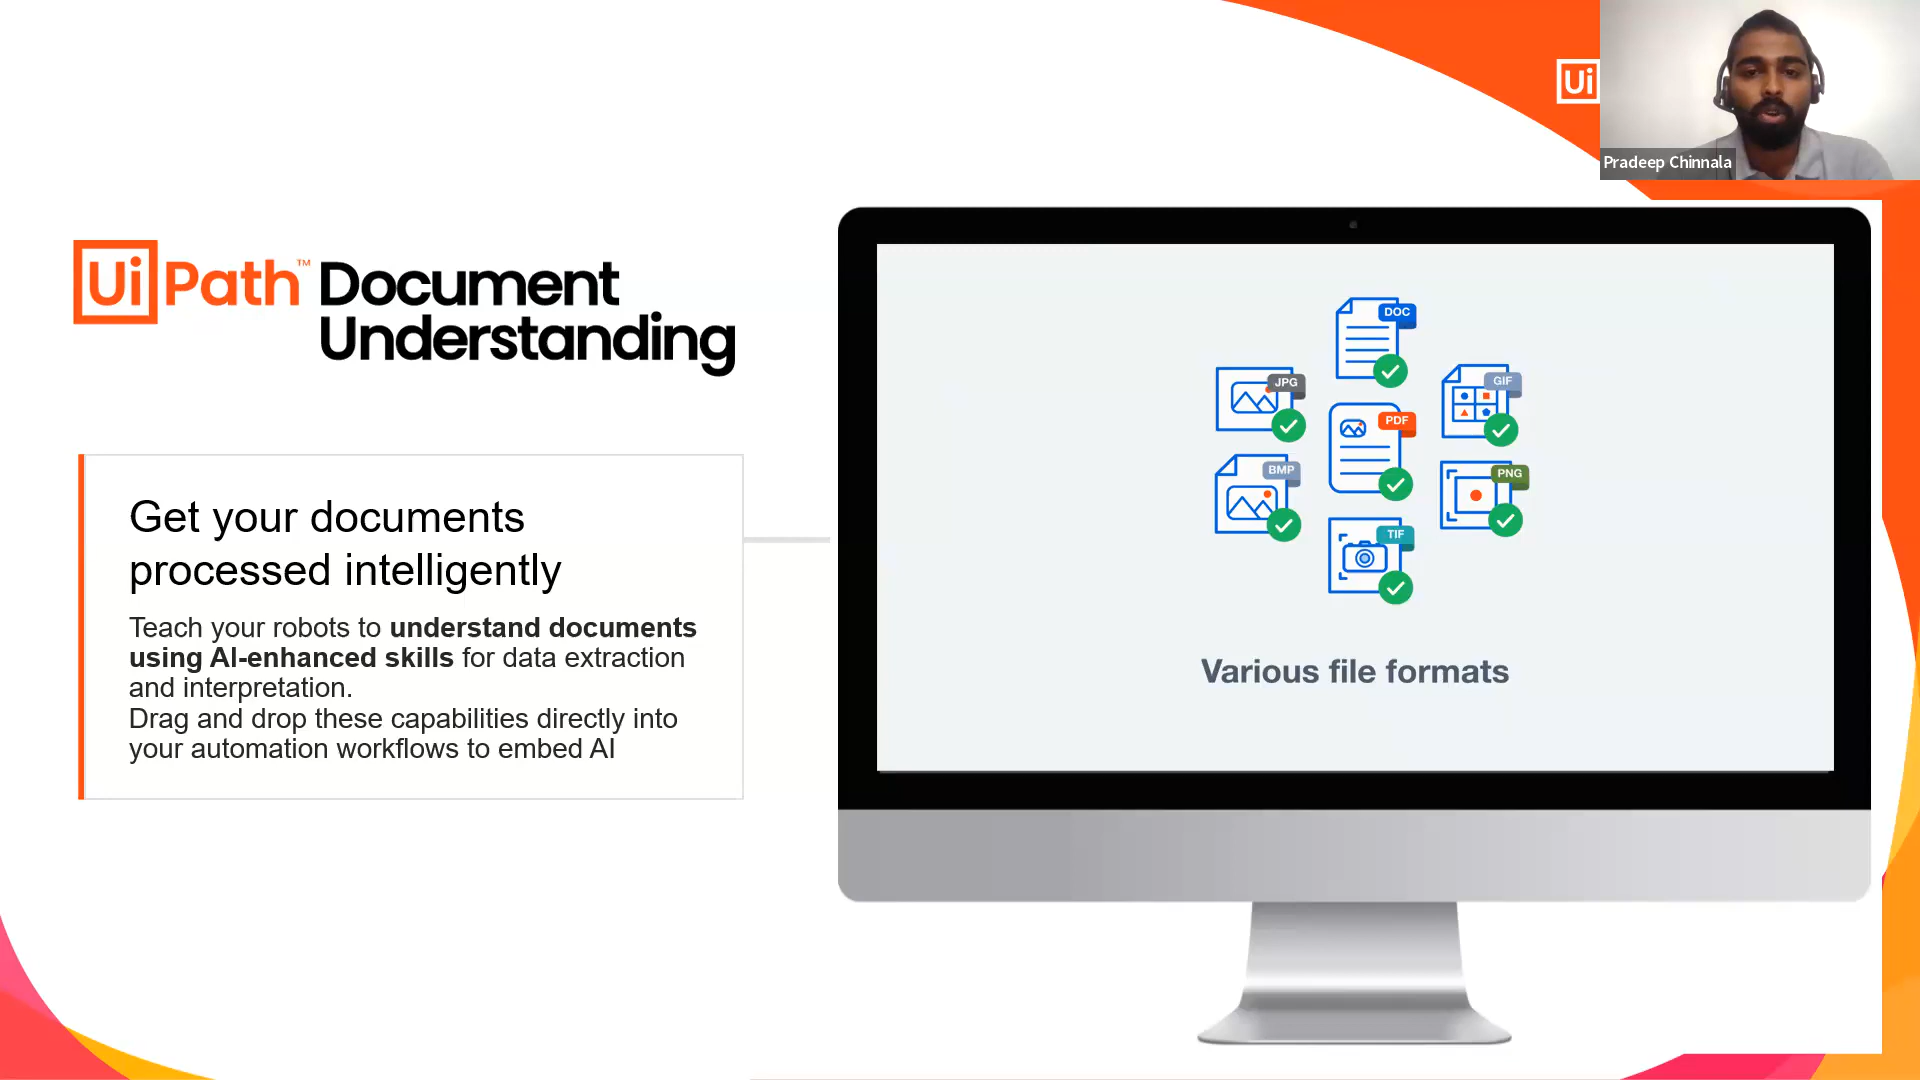 Ui
Pradeep Chinnala
UiPath™ Document
Understanding
Get your documents
processed intelligently
Teach your robots to understand documents
using AI-enhanced skills for data extraction
and interpretation.
Drag and drop these capabilities directly into
your automation workflows to embed AI
DOC
JPG
GIF
PDF
BMP
PNG
TIF
Various file formats